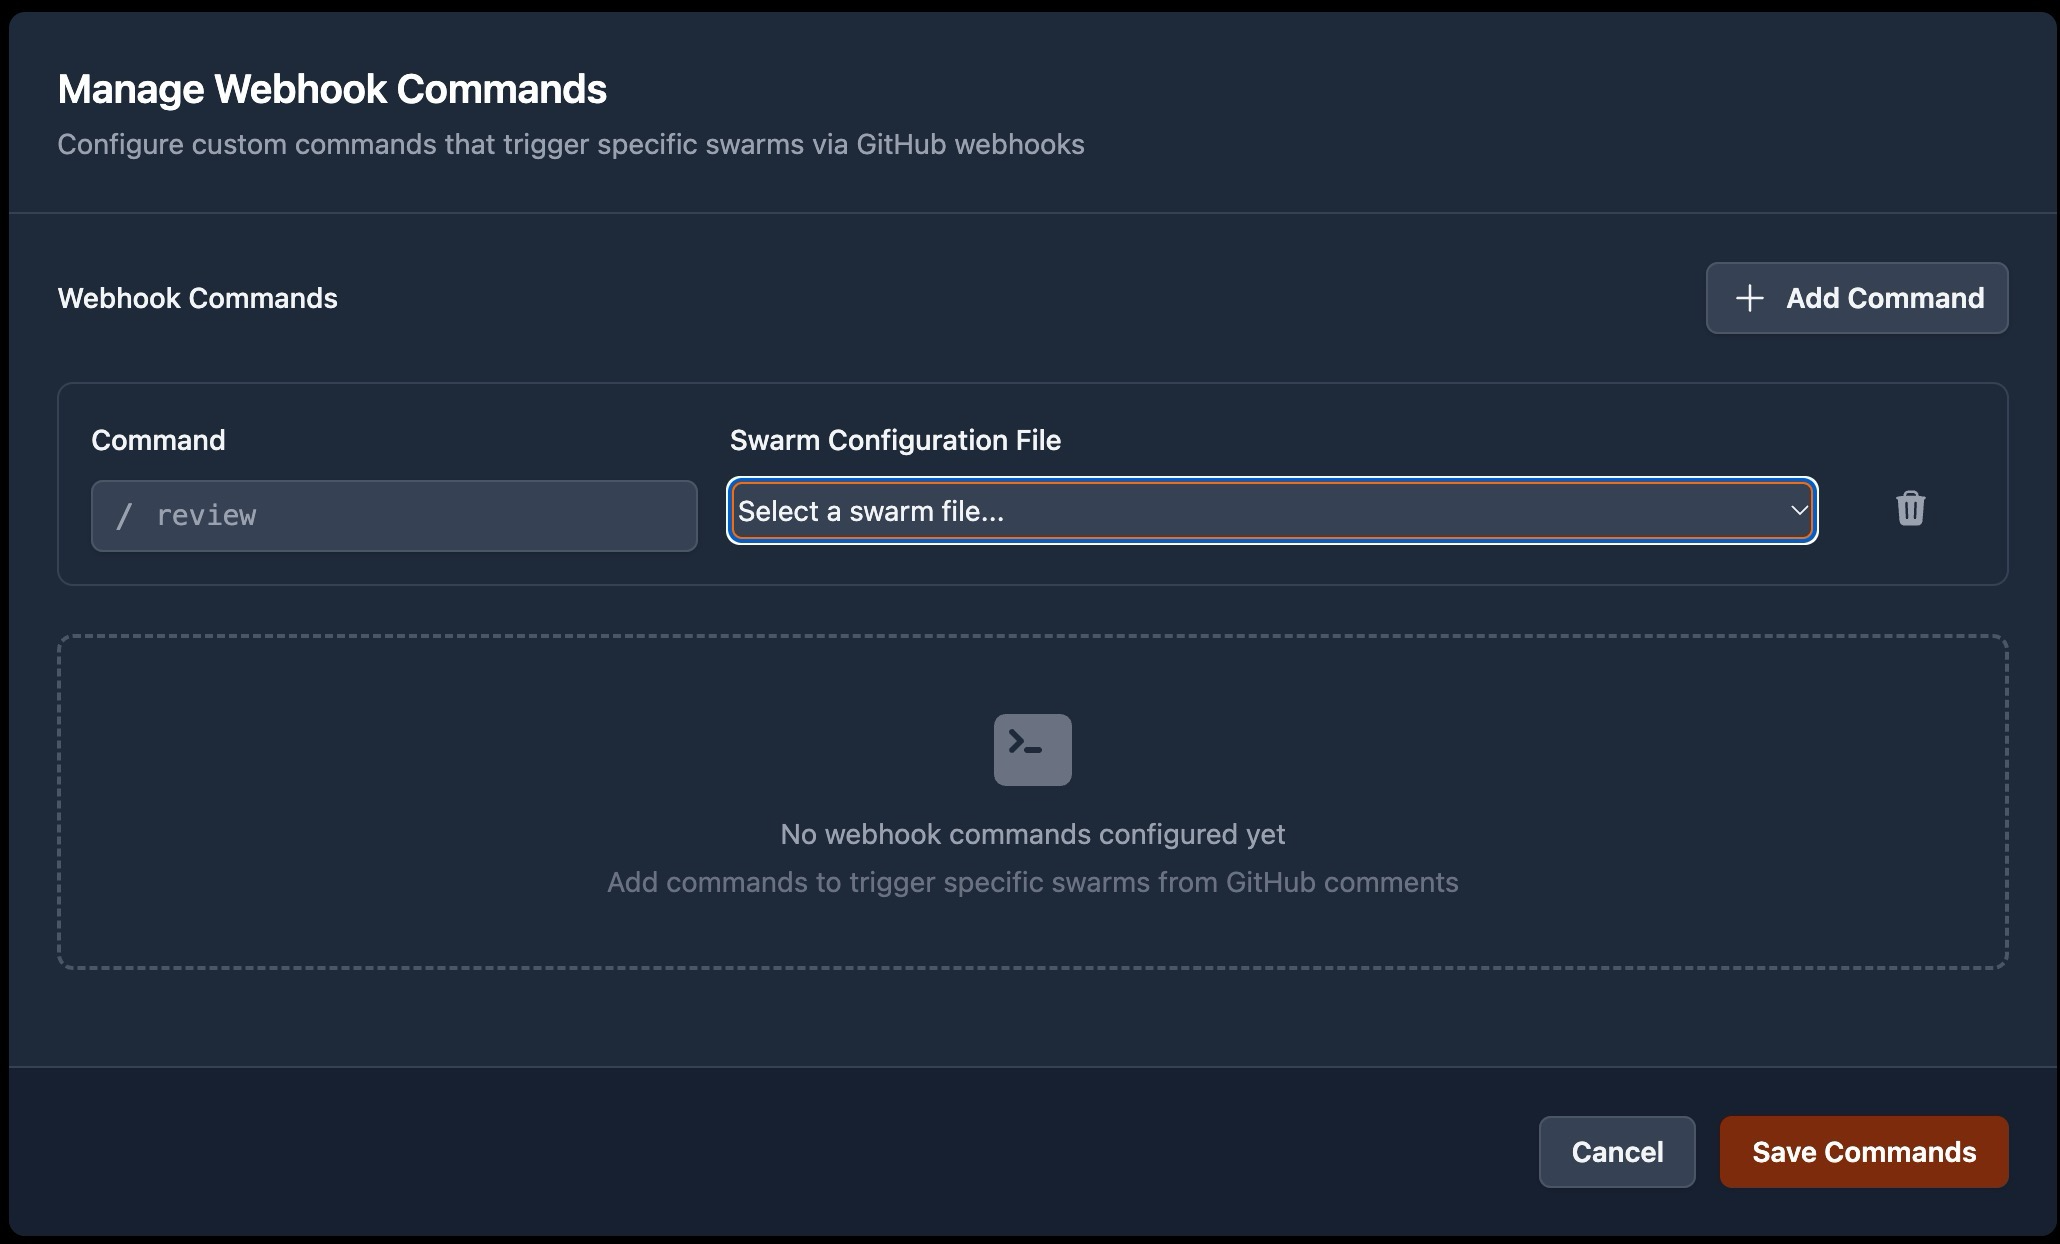 Manage Webhook Commands
Configure custom commands that trigger specific swarms via GitHub webhooks
Webhook Commands
+ Add Command
Command
Swarm Configuration File
/ review
Select a swarm file...
No webhook commands configured yet
Add commands to trigger specific swarms from GitHub comments
Cancel
Save Commands